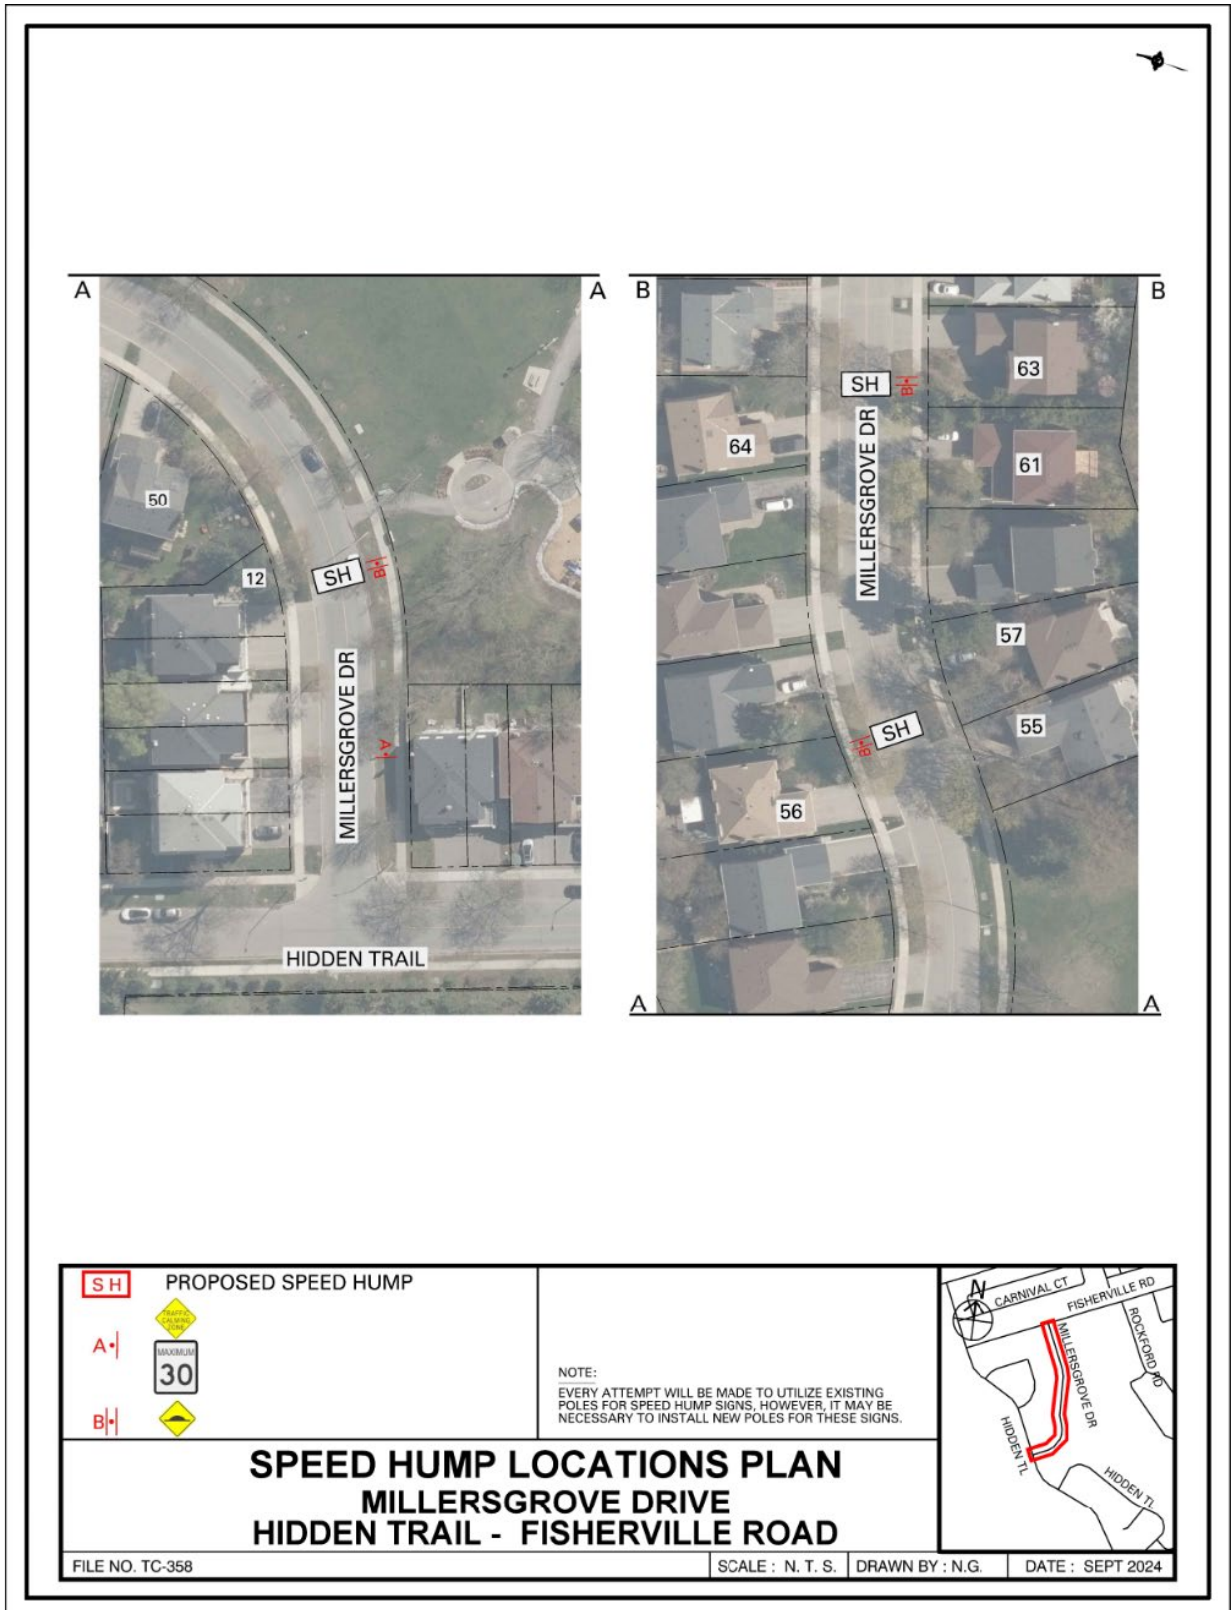 A
A
B
B
50
12
SH
B
MILLERSGROVE DR
A
HIDDEN TRAIL
63
SH
B
64
61
MILLERSGROVE DR
57
55
SH
B
56
A
A
SH PROPOSED SPEED HUMP
TRAFFIC
CALMING
ZONE
A
MAXIMUM
30
B
NOTE:
EVERY ATTEMPT WILL BE MADE TO UTILIZE EXISTING
POLES FOR SPEED HUMP SIGNS, HOWEVER, IT MAY BE
NECESSARY TO INSTALL NEW POLES FOR THESE SIGNS.
N
CARNIVAL CT
FISHERVILLE RD
ROCKFORD RD
MILLERSGROVE DR
HIDDEN TL
HIDDEN TL
SPEED HUMP LOCATIONS PLAN
MILLERSGROVE DRIVE
HIDDEN TRAIL - FISHERVILLE ROAD
FILE NO. TC-358
SCALE : N. T. S.
DRAWN BY : N.G.
DATE : SEPT 2024